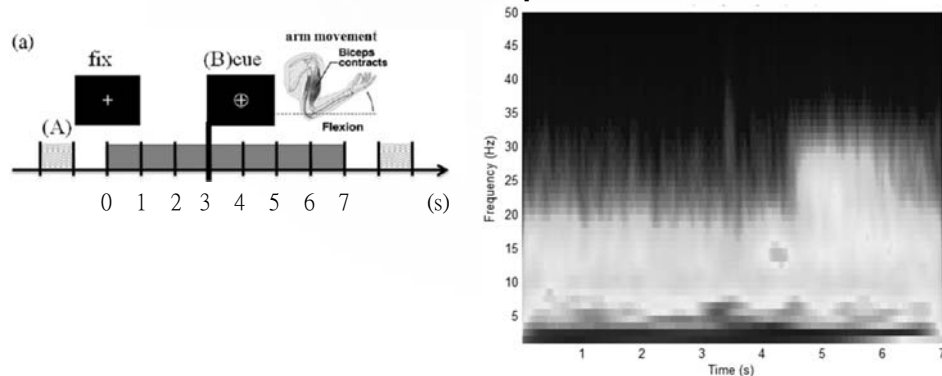 (a)
fix
(B)cue
arm movement
Biceps
contracts
Flexion
(A)
0 1 2 3 4 5 6 7 (s)
50
45
40
35
30
25
20
15
10
5
Frequency (Hz)
1 2 3 4 5 6 7
Time (s)